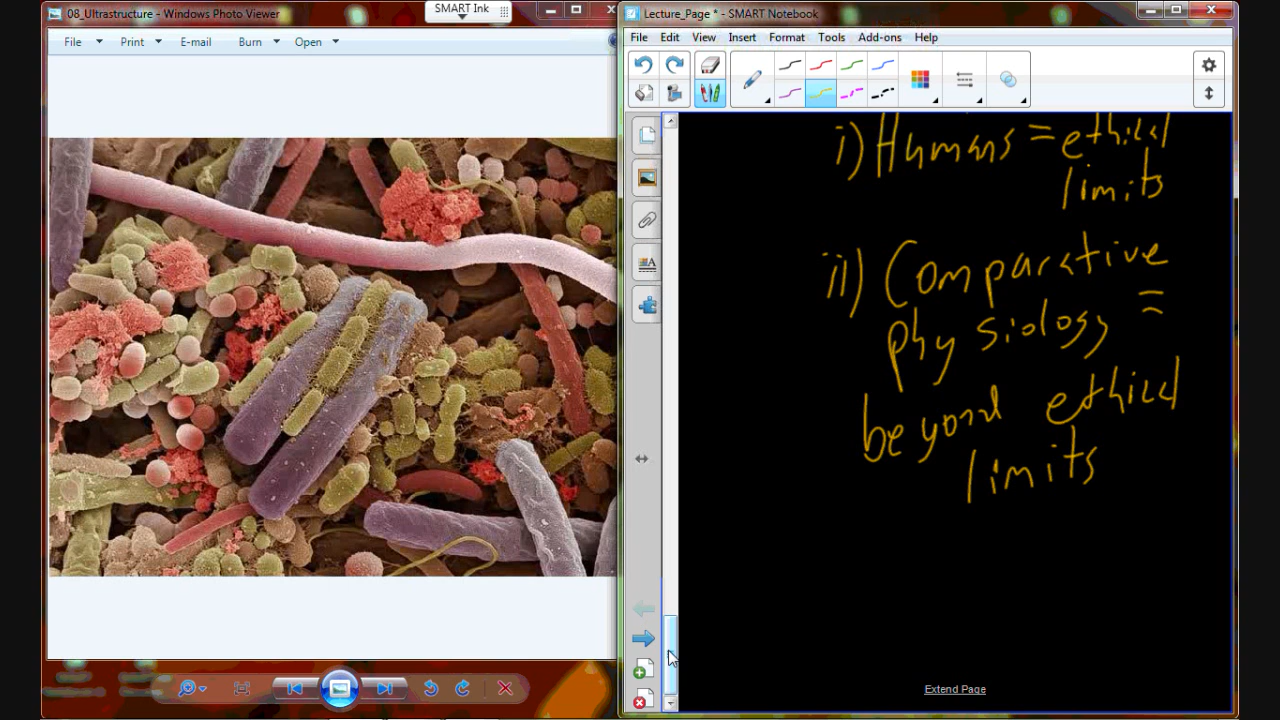 08_Ultrastructure - Windows Photo Viewer
SMART Ink
File Print E-mail Burn Open
Lecture_Page * - SMART Notebook
File Edit View Insert Format Tools Add-ons Help
i) Humans = ethical
limits
ii) Comparative
physiology =
beyond ethical
limits
Extend Page